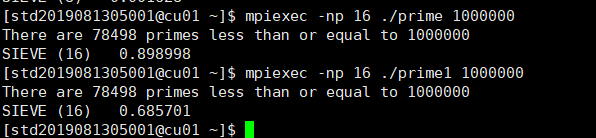 [std2019081305001@cu01 ~]$ mpiexec -np 16 ./prime 1000000
There are 78498 primes less than or equal to 1000000
SIEVE (16)   0.898998
[std2019081305001@cu01 ~]$ mpiexec -np 16 ./prime1 1000000
There are 78498 primes less than or equal to 1000000
SIEVE (16)   0.685701
[std2019081305001@cu01 ~]$